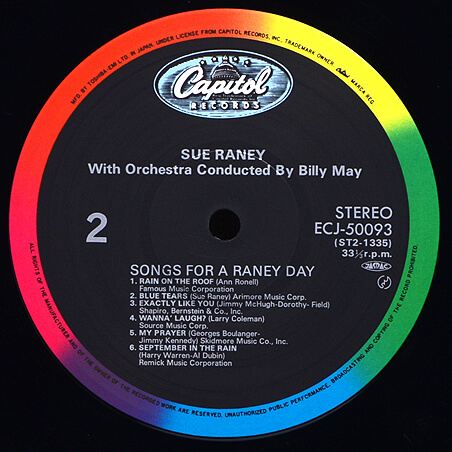 MFD. BY TOSHIBA-EMI LTD. IN JAPAN. UNDER LICENSE FROM CAPITOL RECORDS, INC., TRADEMARK OWNER Capitol MARCA REG.
Capitol
RECORDS
SUE RANEY
With Orchestra Conducted By Billy May
2
STEREO
ECJ-50093
(ST2-1335)
33⅓r.p.m.
JASRAC
SONGS FOR A RANEY DAY
1. RAIN ON THE ROOF (Ann Ronell)
Famous Music Corporation
2. BLUE TEARS (Sue Raney) Arimore Music Corp.
3. EXACTLY LIKE YOU (Jimmy McHugh-Dorothy- Field)
Shapiro, Bernstein & Co., Inc.
4. WANNA' LAUGH? (Larry Coleman)
Source Music Corp.
5. MY PRAYER (Georges Boulanger-
Jimmy Kennedy) Skidmore Music Co., Inc.
6. SEPTEMBER IN THE RAIN
(Harry Warren-Al Dubin)
Remick Music Corporation
ALL RIGHTS OF THE MANUFACTURER AND OF THE OWNER OF THE RECORDED WORK ARE RESERVED. UNAUTHORIZED PUBLIC PERFORMANCE, BROADCASTING AND COPYING OF THE RECORD PROHIBITED.